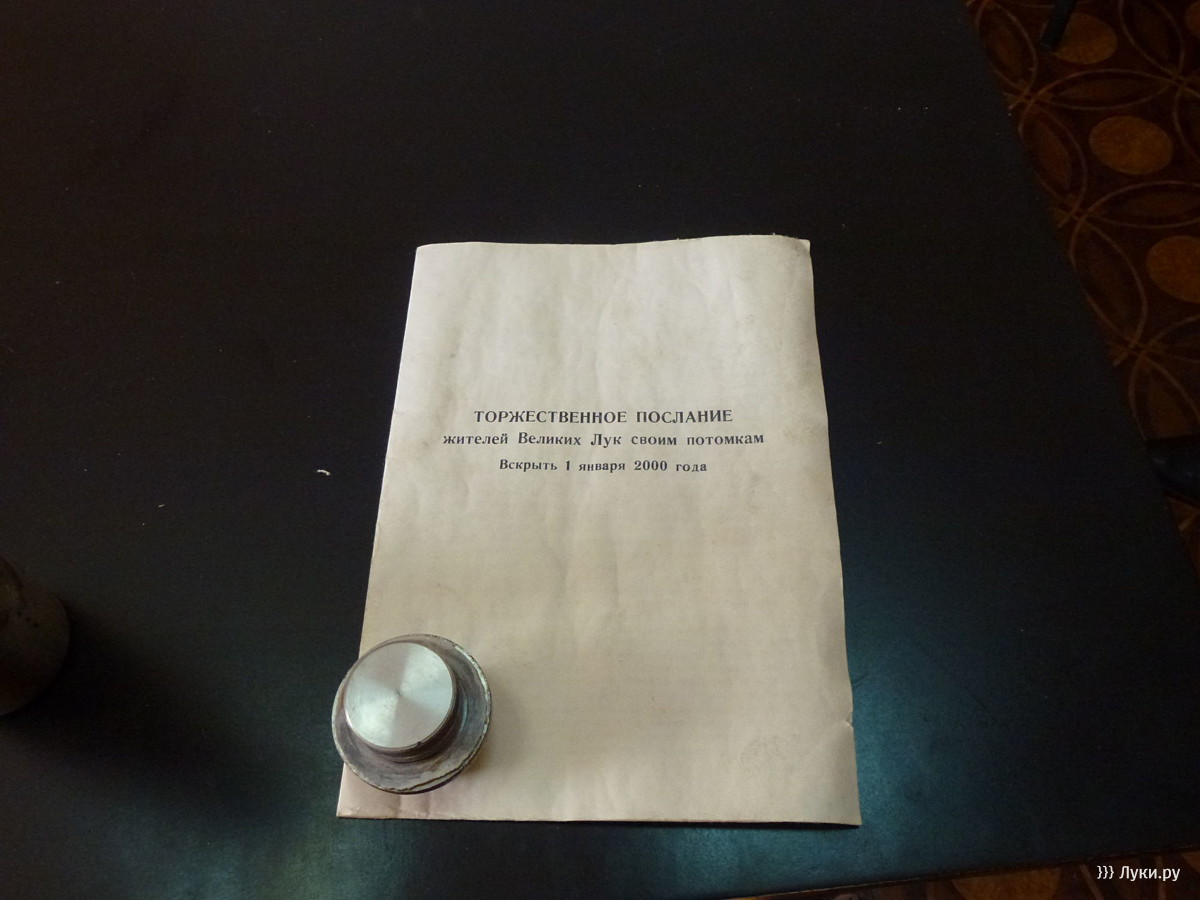 ТОРЖЕСТВЕННОЕ ПОСЛАНИЕ
жителей Великих Лук своим потомкам
Вскрыть 1 января 2000 года
}}} Луки.ру